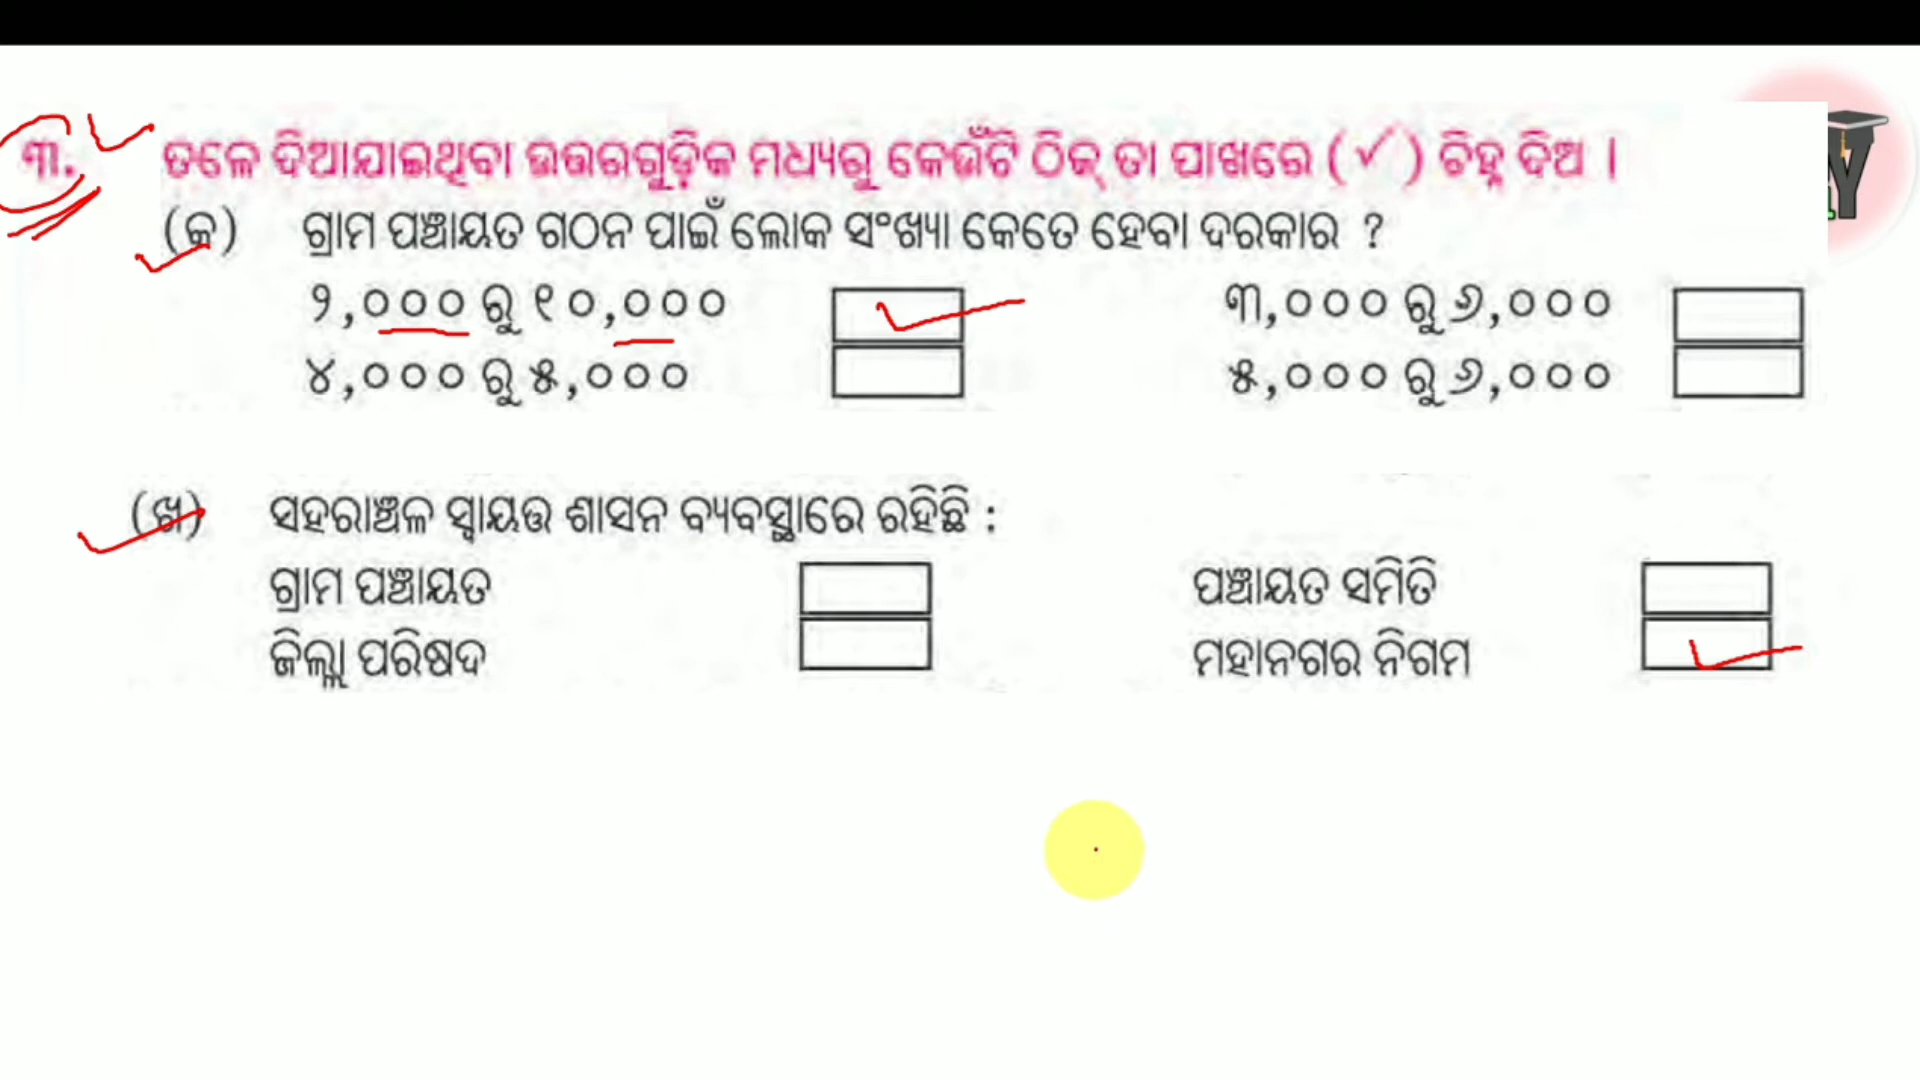 ୩. ତଳେ ଦିଆଯାଇଥିବା ଉତ୍ତରଗୁଡ଼ିକ ମଧ୍ୟରୁ କେଉଁଟି ଠିକ୍ ତା ପାଖରେ (✓) ଚିହ୍ନ ଦିଅ ।
(କ) ଗ୍ରାମ ପଞ୍ଚାୟତ ଗଠନ ପାଇଁ ଲୋକ ସଂଖ୍ୟା କେତେ ହେବା ଦରକାର ?
୨,୦୦୦ ରୁ ୧୦,୦୦୦ ୩,୦୦୦ ରୁ ୬,୦୦୦
୪,୦୦୦ ରୁ ୫,୦୦୦ ୫,୦୦୦ ରୁ ୬,୦୦୦
(ଖ) ସହରାଞ୍ଚଳ ସ୍ୱାୟତ୍ତ ଶାସନ ବ୍ୟବସ୍ଥାରେ ରହିଛି :
ଗ୍ରାମ ପଞ୍ଚାୟତ ପଞ୍ଚାୟତ ସମିତି
ଜିଲ୍ଲା ପରିଷଦ ମହାନଗର ନିଗମ